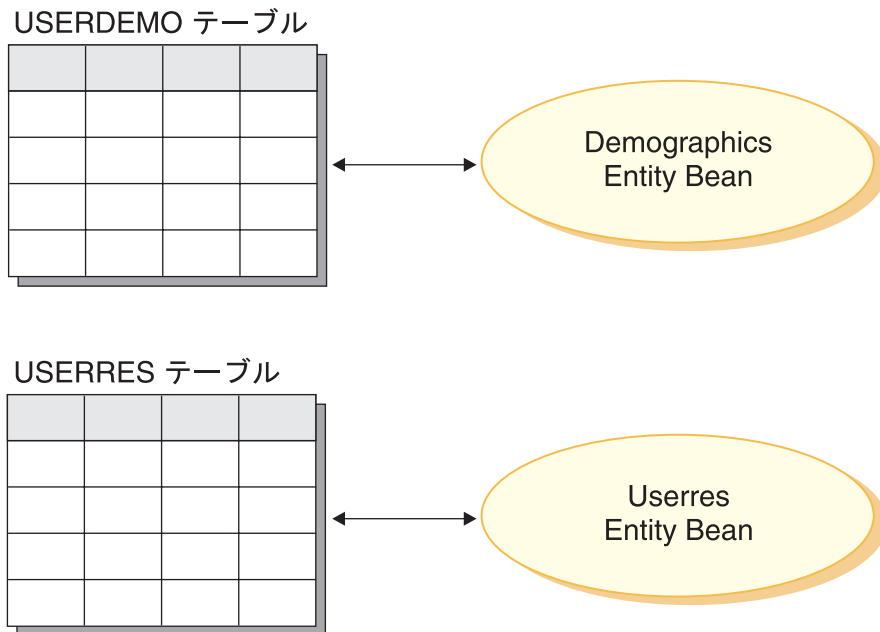 USERDEMO テーブル
Demographics
Entity Bean
USERRES テーブル
Userres
Entity Bean